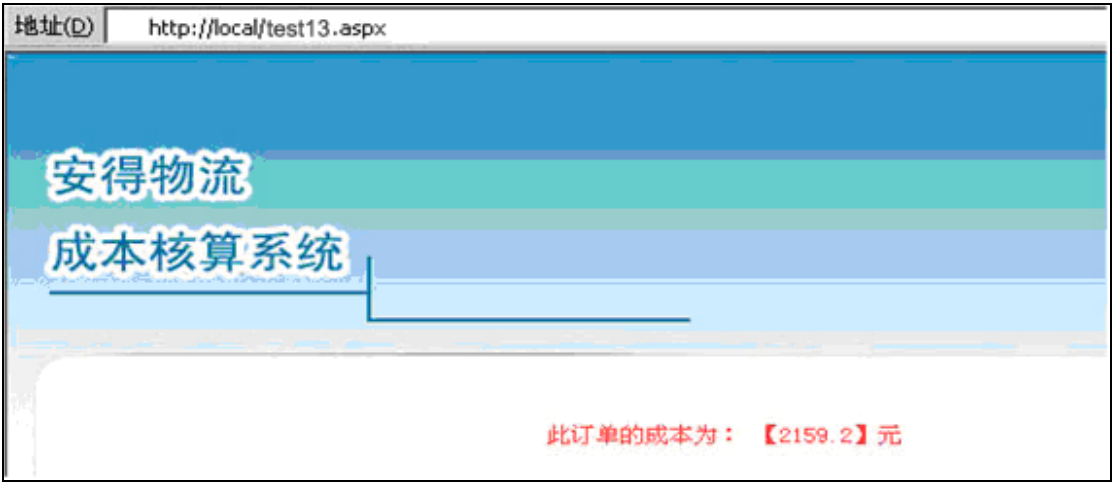 地址(D) http://local/test13.aspx
安得物流
成本核算系统
此订单的成本为：【2159.2】元